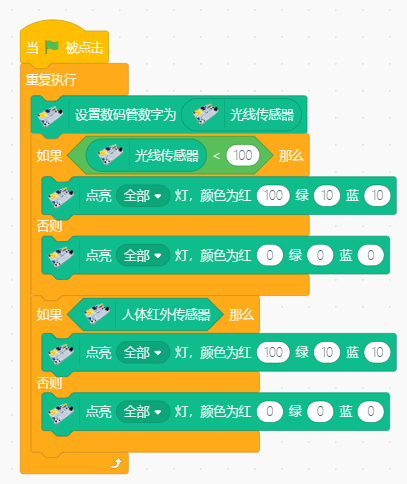 当 被点击
重复执行
设置数码管数字为 光线传感器
如果 光线传感器 < 100 那么
点亮 全部 灯，颜色为红 100 绿 10 蓝 10
否则
点亮 全部 灯，颜色为红 0 绿 0 蓝 0
如果 人体红外传感器 那么
点亮 全部 灯，颜色为红 100 绿 10 蓝 10
否则
点亮 全部 灯，颜色为红 0 绿 0 蓝 0